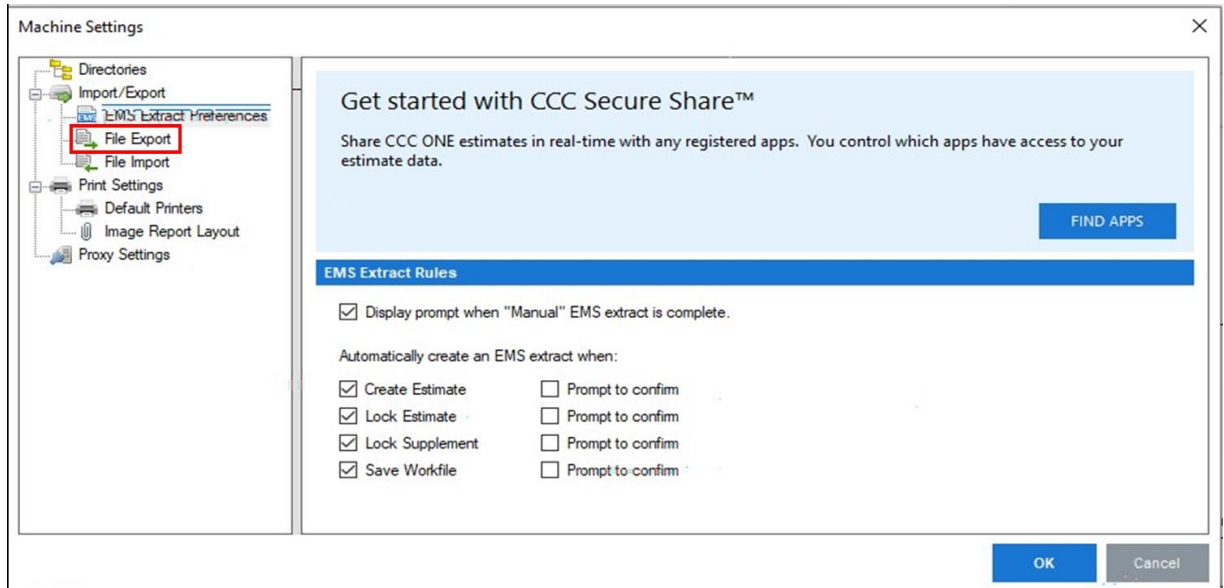 Machine Settings
Directories
Import/Export
EMS EMS Extract Preferences
File Export
File Import
Print Settings
Default Printers
Image Report Layout
Proxy Settings
Get started with CCC Secure Share™
Share CCC ONE estimates in real-time with any registered apps. You control which apps have access to your
estimate data.
FIND APPS
EMS Extract Rules
Display prompt when "Manual" EMS extract is complete.
Automatically create an EMS extract when:
Create Estimate Prompt to confirm
Lock Estimate Prompt to confirm
Lock Supplement Prompt to confirm
Save Workfile Prompt to confirm
OK Cancel